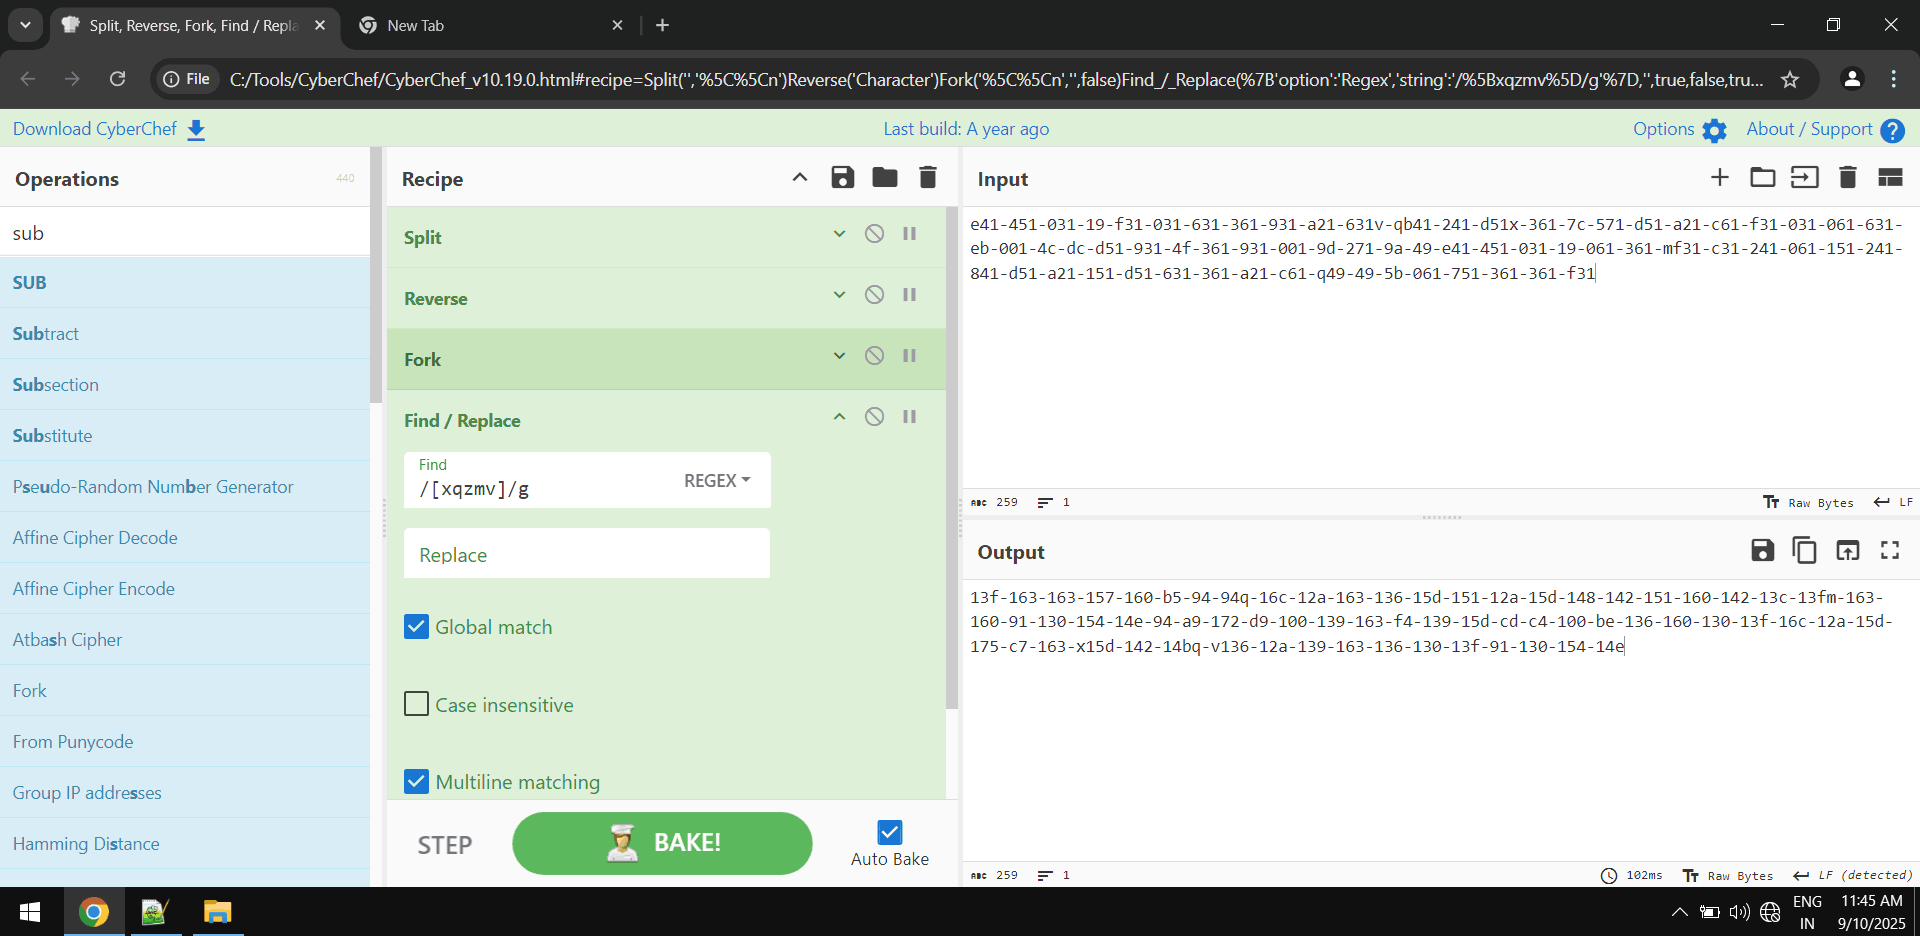 Split, Reverse, Fork, Find / Repla
New Tab
File
C:/Tools/CyberChef/CyberChef_v10.19.0.html#recipe=Split('','%5C%5Cn')Reverse('Character')Fork('%5C%5Cn','',false)Find_/_Replace(%7B'option':'Regex','string':'/%5Bxqzmv%5D/g'%7D,'',true,false,tru...
Download CyberChef
Last build: A year ago
Options
About / Support
Operations
440
sub
SUB
Subtract
Subsection
Substitute
Pseudo-Random Number Generator
Affine Cipher Decode
Affine Cipher Encode
Atbash Cipher
Fork
From Punycode
Group IP addresses
Hamming Distance
Recipe
Split
Reverse
Fork
Find / Replace
Find
/[xqzmv]/g
REGEX
Replace
Global match
Case insensitive
Multiline matching
STEP
BAKE!
Auto Bake
Input
e41-451-031-19-f31-031-631-361-931-a21-631v-qb41-241-d51x-361-7c-571-d51-a21-c61-f31-031-061-631-
eb-001-4c-dc-d51-931-4f-361-931-001-9d-271-9a-49-e41-451-031-19-061-361-mf31-c31-241-061-151-241-
841-d51-a21-151-d51-631-361-a21-c61-q49-49-5b-061-751-361-361-f31
ABC 259
1
Raw Bytes
LF
Output
13f-163-163-157-160-b5-94-94q-16c-12a-163-136-15d-151-12a-15d-148-142-151-160-142-13c-13fm-163-
160-91-130-154-14e-94-a9-172-d9-100-139-163-f4-139-15d-cd-c4-100-be-136-160-130-13f-16c-12a-15d-
175-c7-163-x15d-142-14bq-v136-12a-139-163-136-130-13f-91-130-154-14e
ABC 259
1
102ms
Raw Bytes
LF (detected)
ENG
IN
11:45 AM
9/10/2025